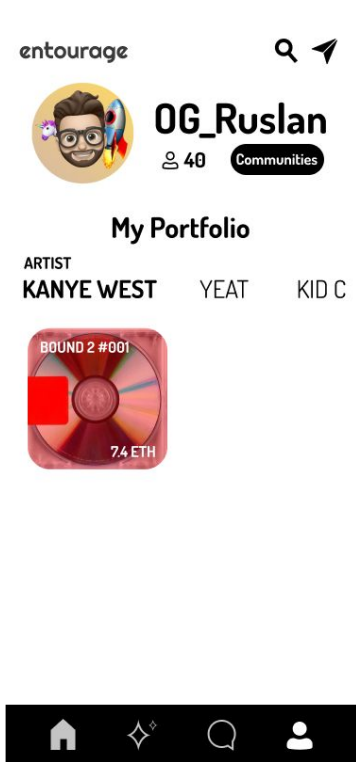 entourage
OG_Ruslan
40
Communities
My Portfolio
ARTIST
KANYE WEST YEAT KID C
BOUND 2 #001
7.4 ETH